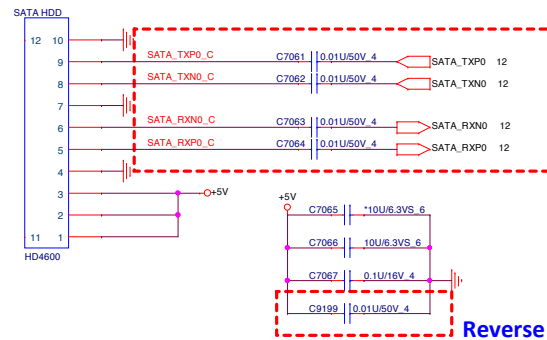 SATA HDD
12 10
9 SATA_TXP0_C C7061 0.01U/50V_4 SATA_TXP0 12
8 SATA_TXN0_C C7062 0.01U/50V_4 SATA_TXN0 12
7
6 SATA_RXN0_C C7063 0.01U/50V_4 SATA_RXN0 12
5 SATA_RXP0_C C7064 0.01U/50V_4 SATA_RXP0 12
4
3 +5V
2
11 1
HD4600
+5V
C7065 *10U/6.3VS_6
C7066 10U/6.3VS_6
C7067 0.1U/16V_4
C9199 0.01U/50V_4
Reverse